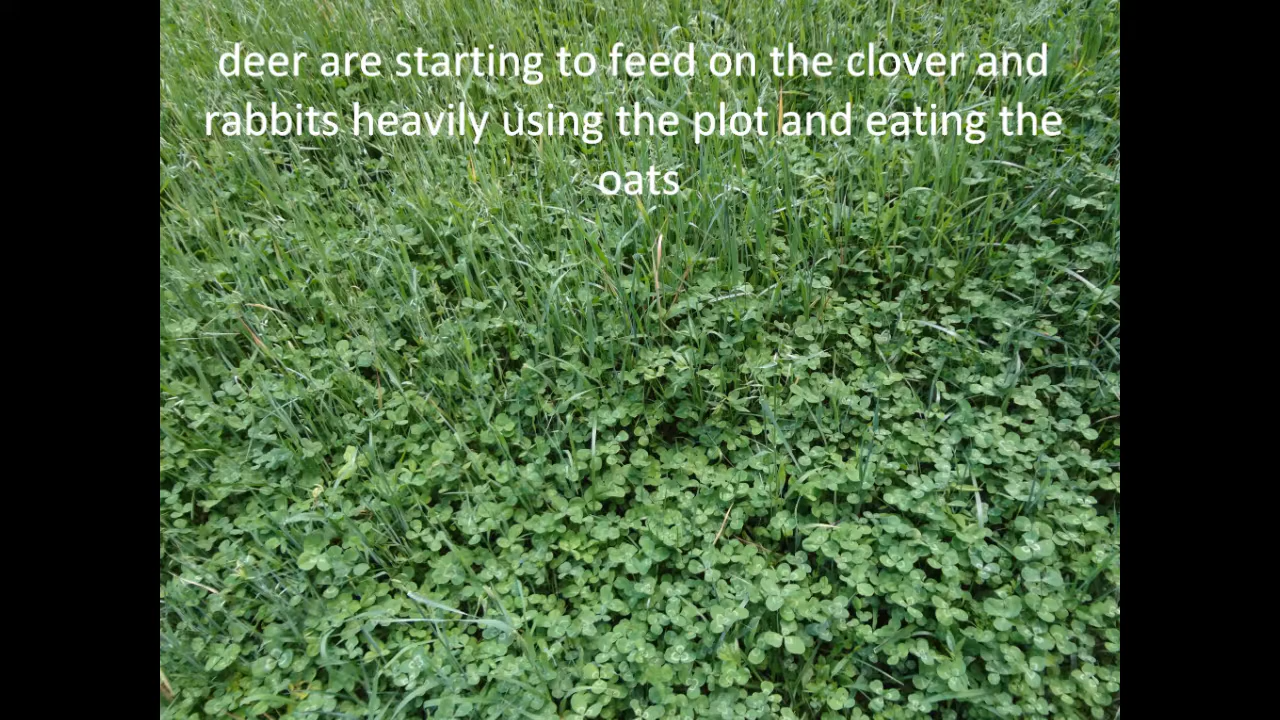 deer are starting to feed on the clover and
rabbits heavily using the plot and eating the
oats